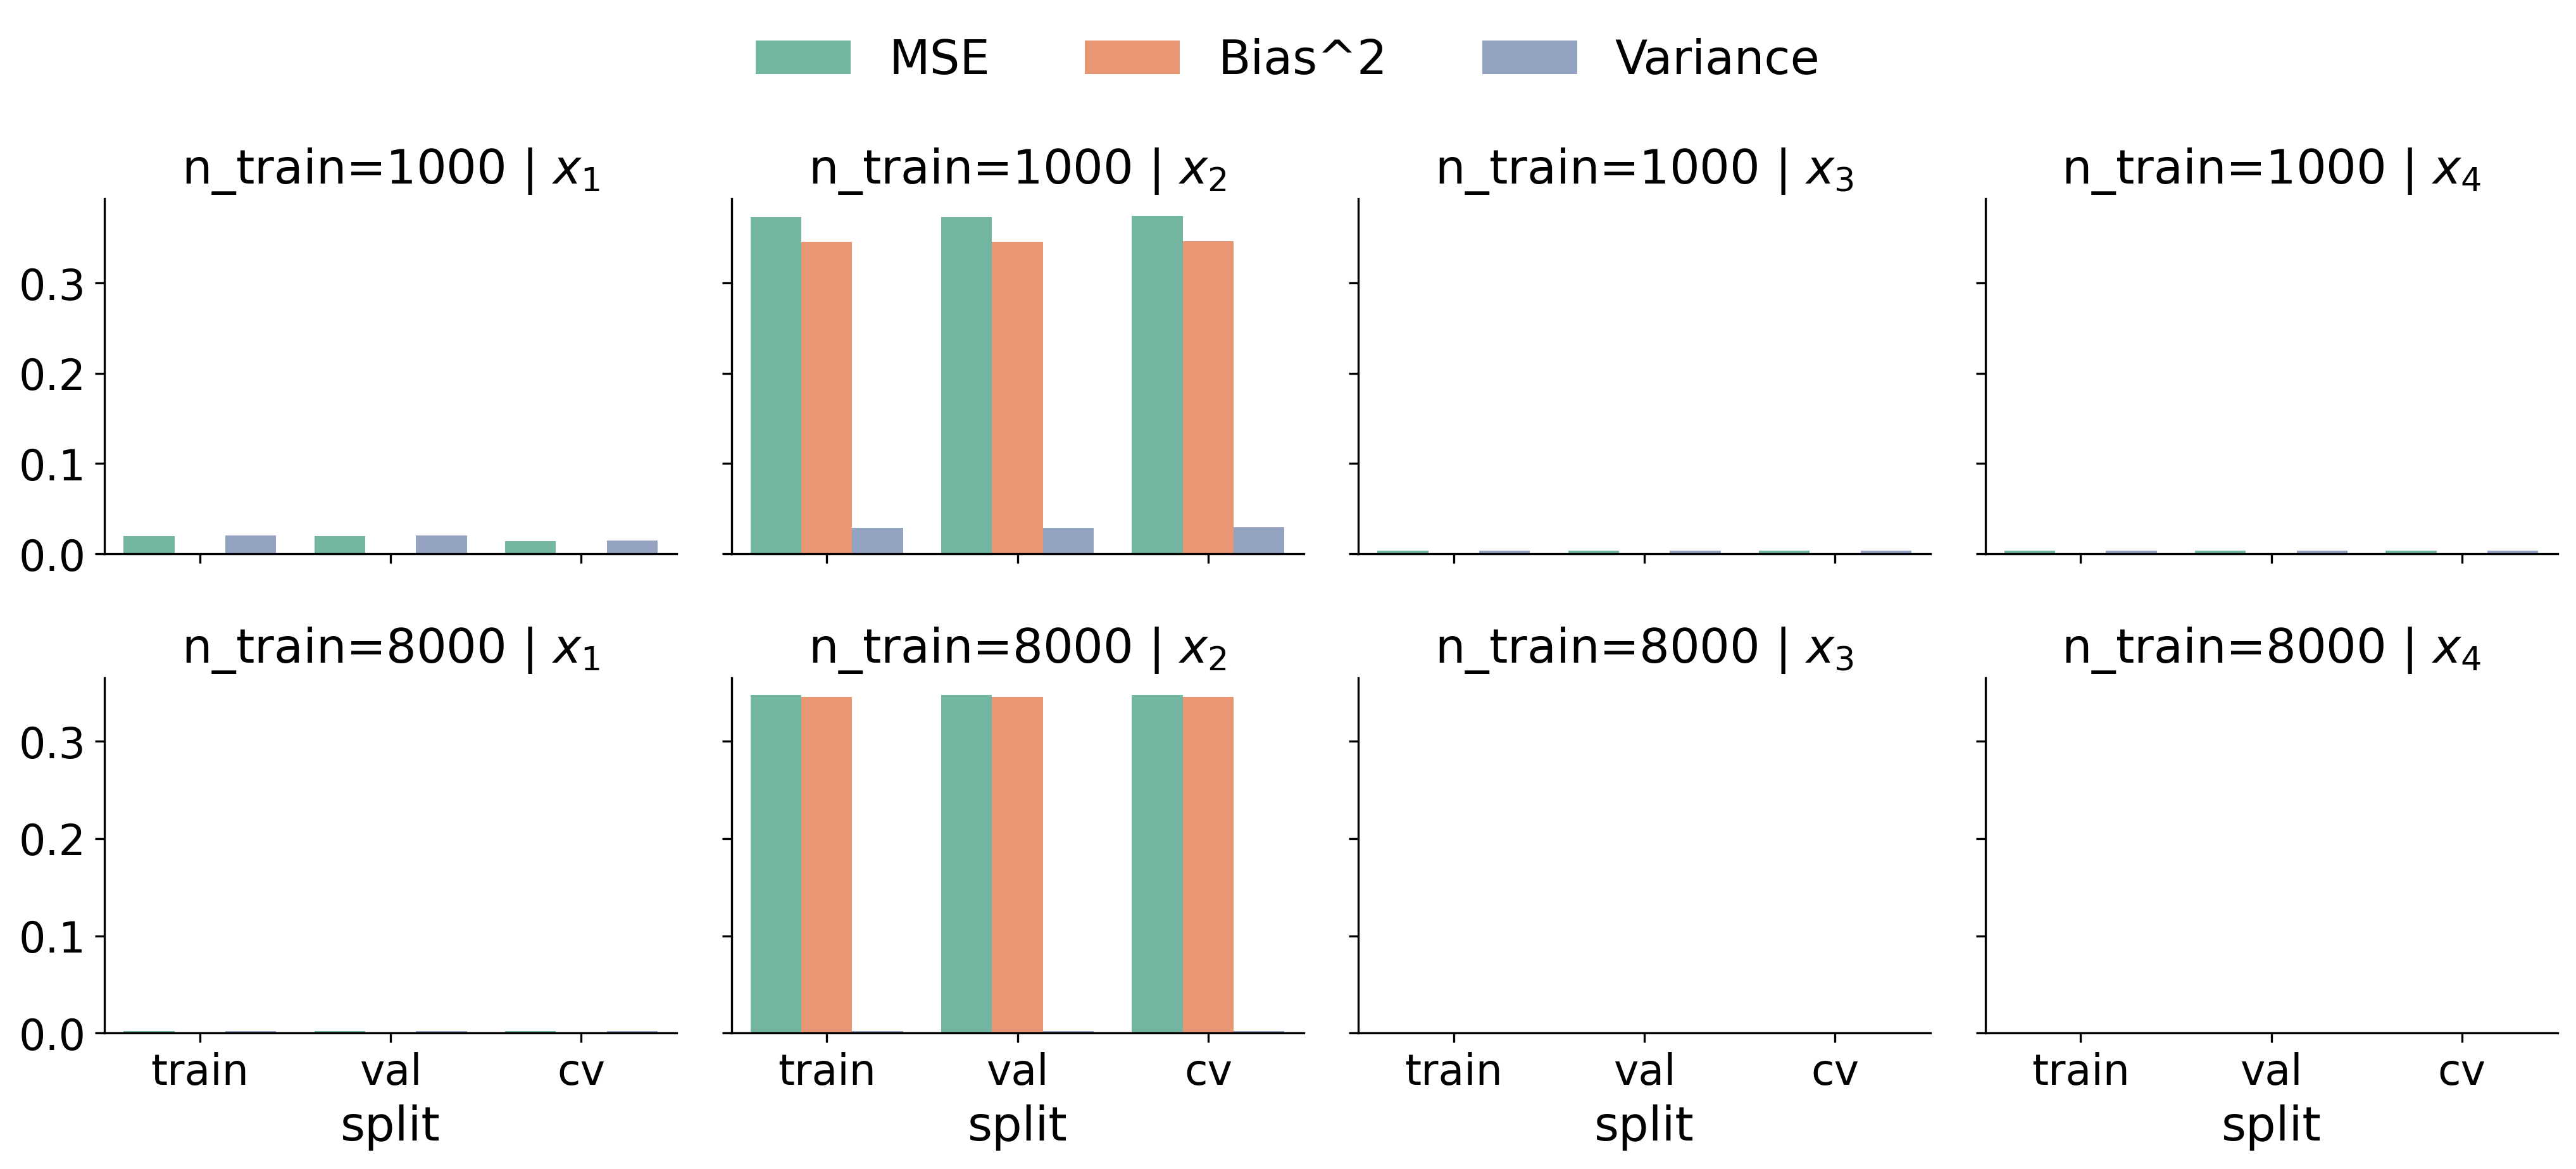 MSE Bias^2 Variance
n_train=1000 | x₁ n_train=1000 | x₂ n_train=1000 | x₃ n_train=1000 | x₄
0.3
0.2
0.1
0.0
n_train=8000 | x₁ n_train=8000 | x₂ n_train=8000 | x₃ n_train=8000 | x₄
0.3
0.2
0.1
0.0
train val cv train val cv train val cv train val cv
split split split split